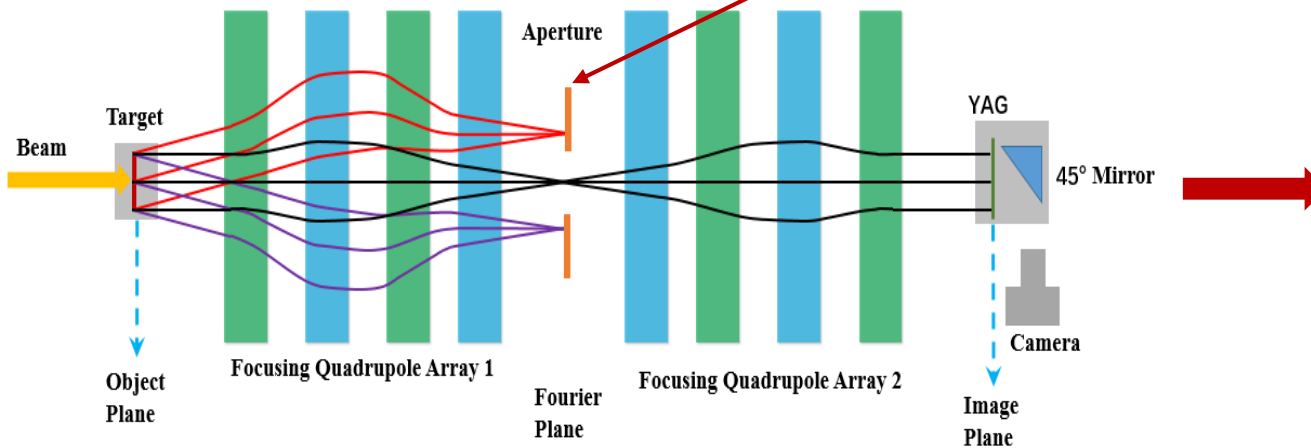 Aperture
Target
YAG
Beam
45° Mirror
Camera
Focusing Quadrupole Array 1
Focusing Quadrupole Array 2
Object
Plane
Fourier
Plane
Image
Plane